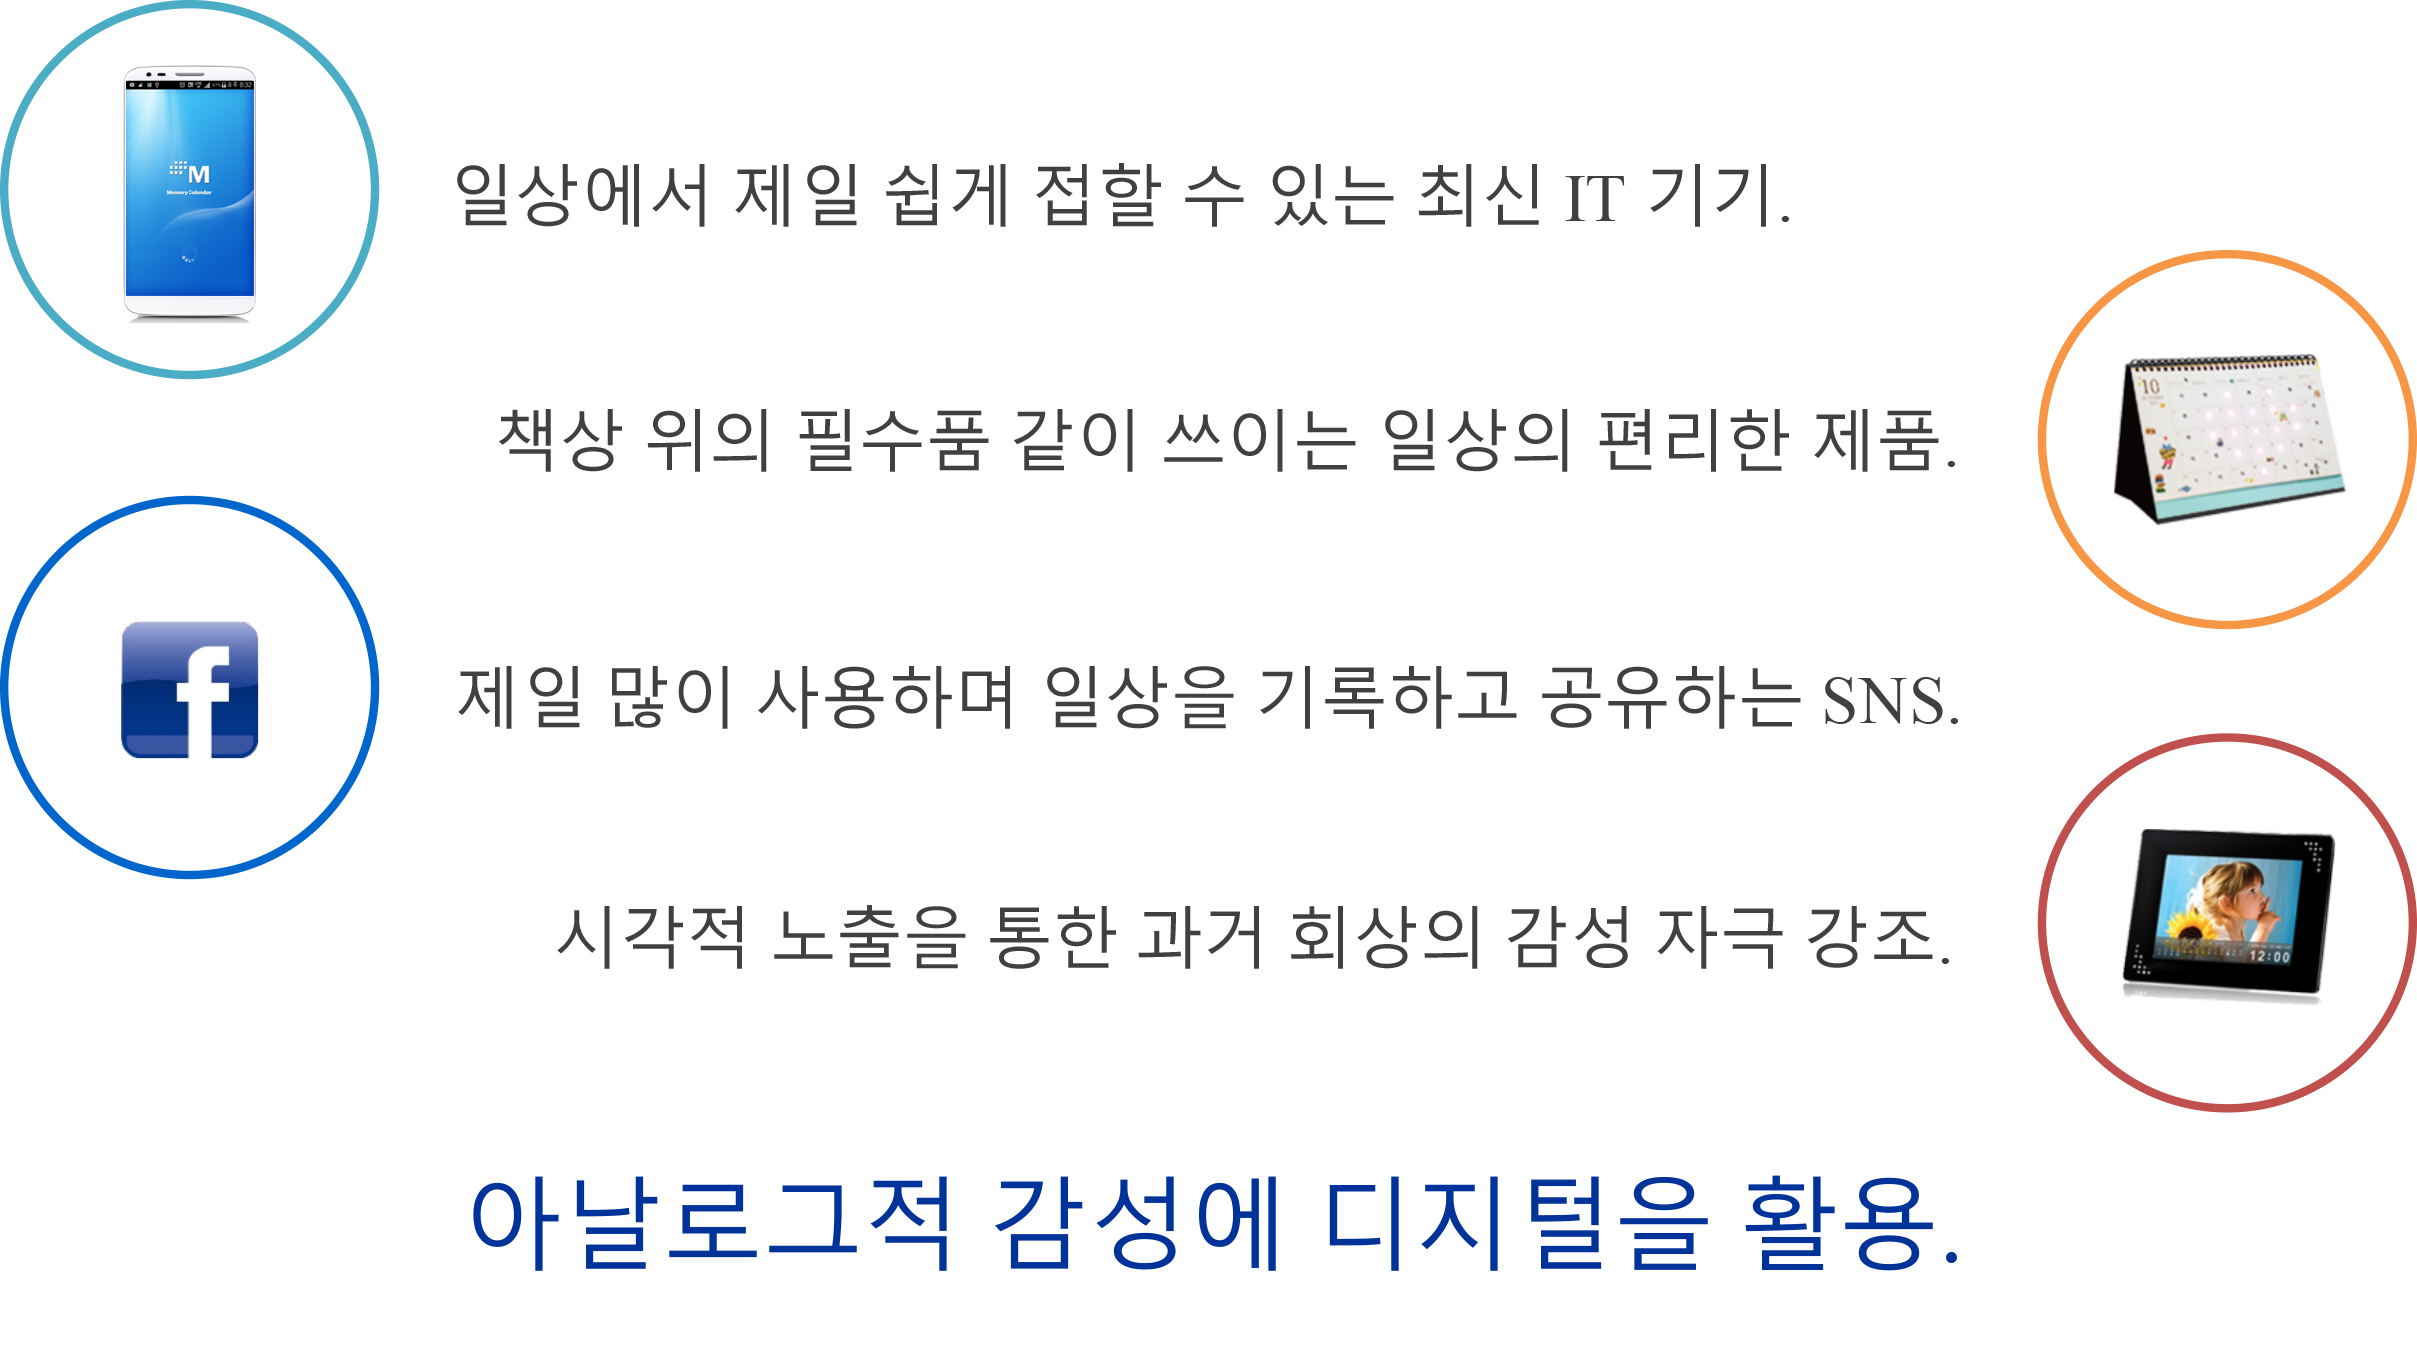 오후 8:32
M
Memory Calendar
일상에서 제일 쉽게 접할 수 있는 최신 IT 기기.
10
책상 위의 필수품 같이 쓰이는 일상의 편리한 제품.
f
제일 많이 사용하며 일상을 기록하고 공유하는 SNS.
12:00
시각적 노출을 통한 과거 회상의 감성 자극 강조.
아날로그적 감성에 디지털을 활용.